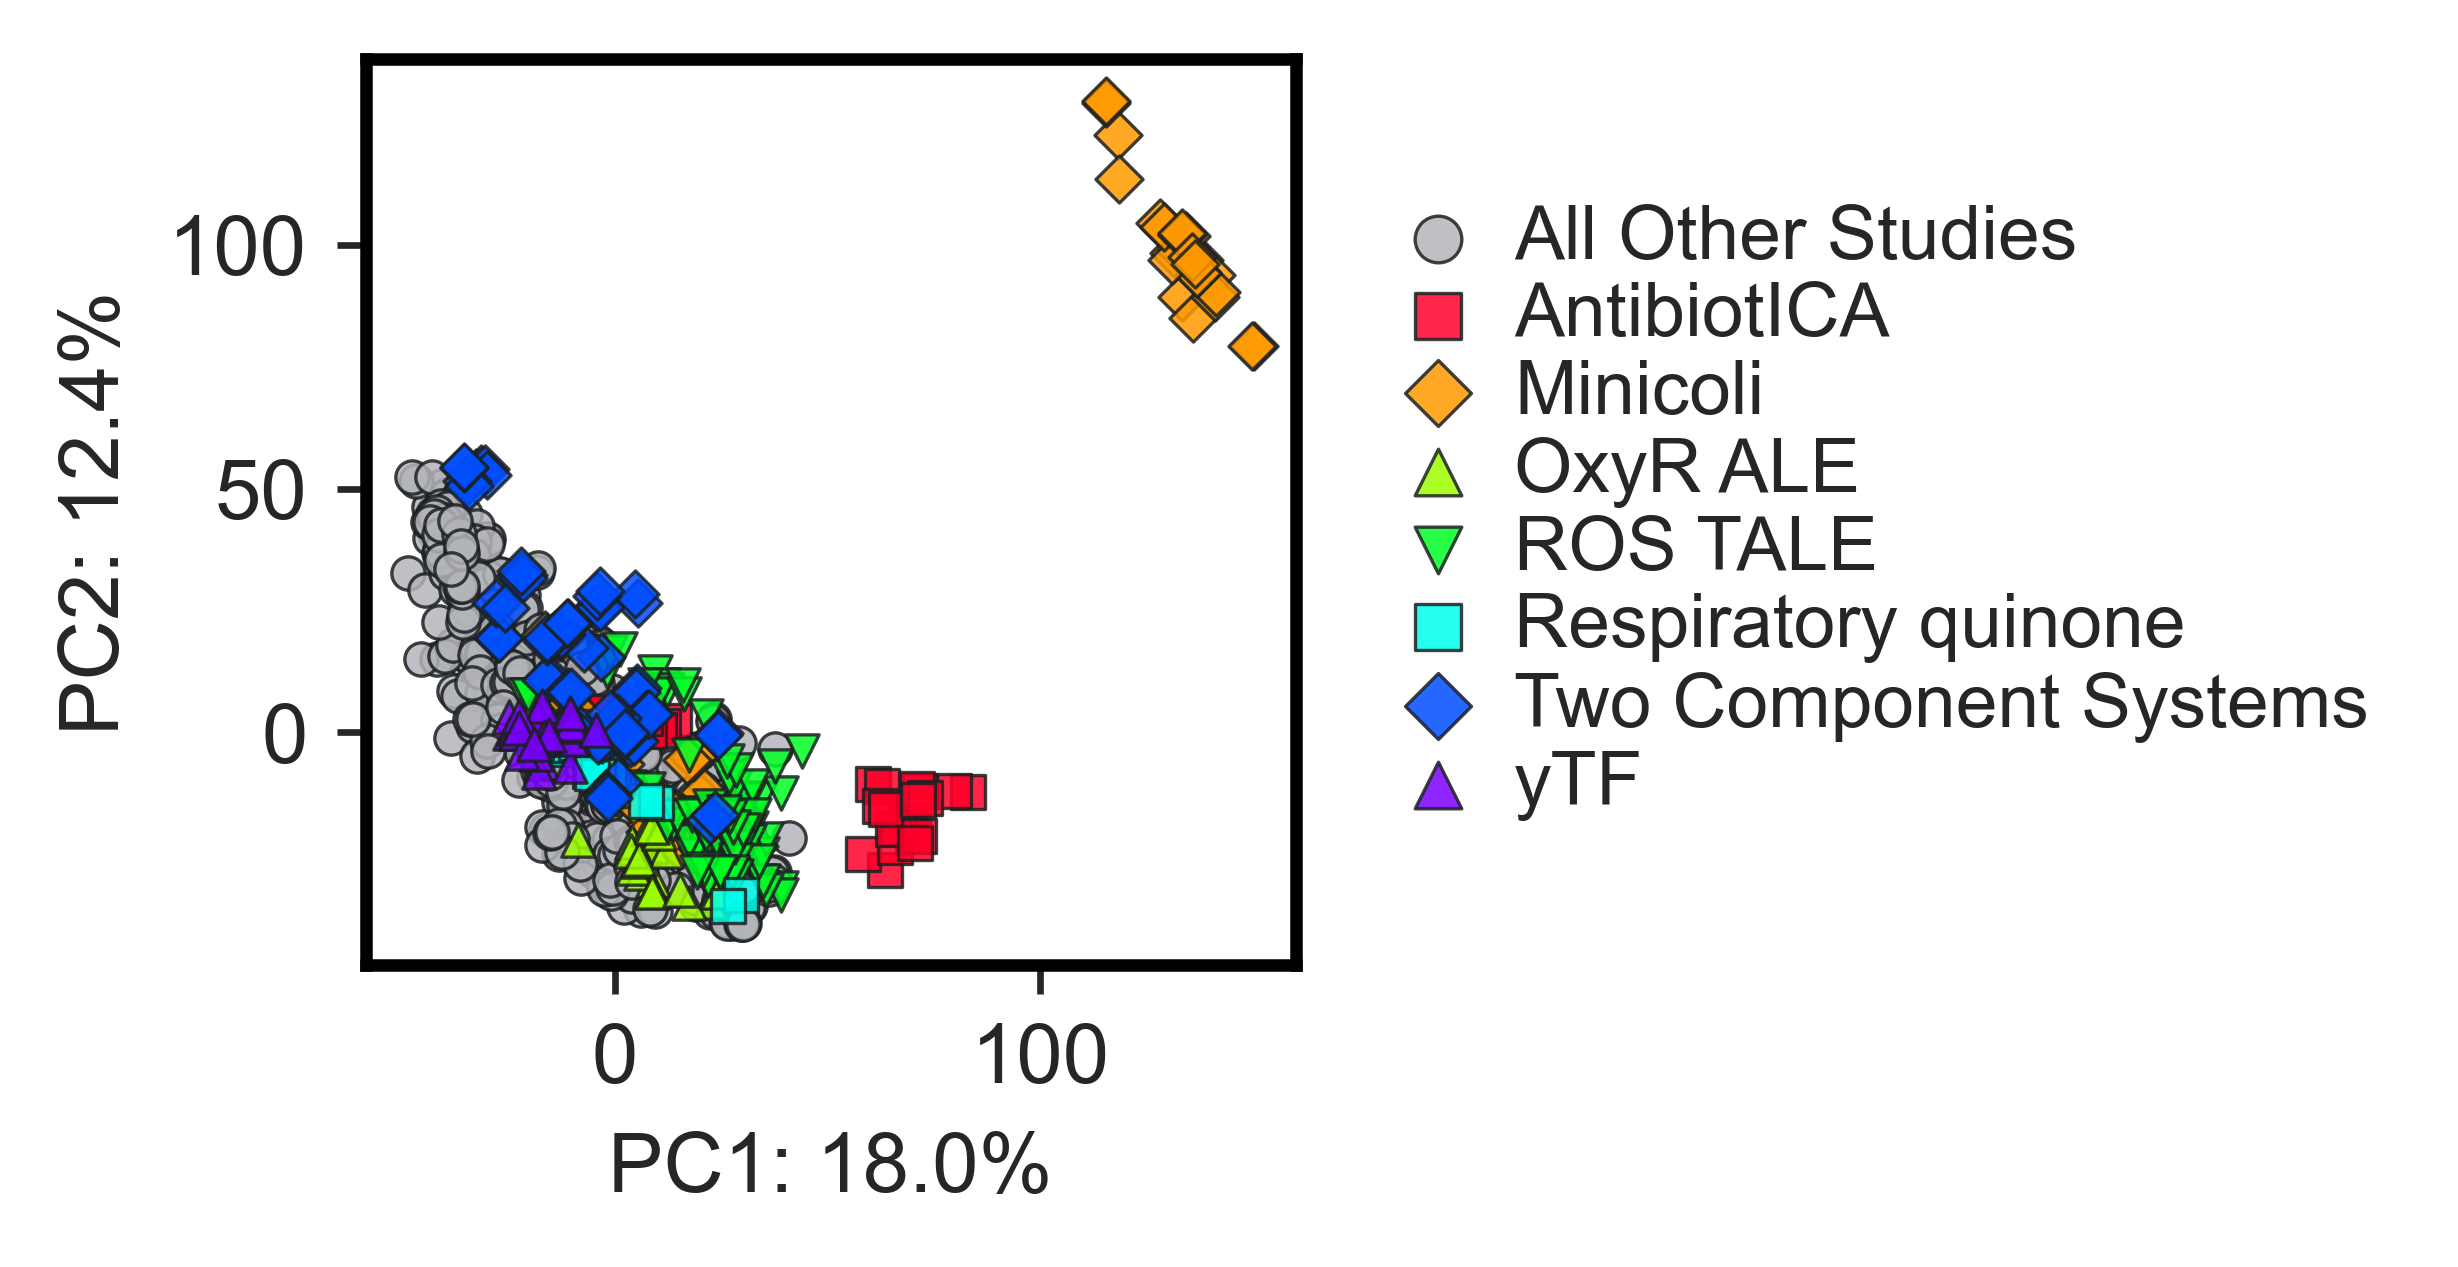 PC2: 12.4%
100
50
0
0
100
PC1: 18.0%
All Other Studies
AntibiotICA
Minicoli
OxyR ALE
ROS TALE
Respiratory quinone
Two Component Systems
yTF